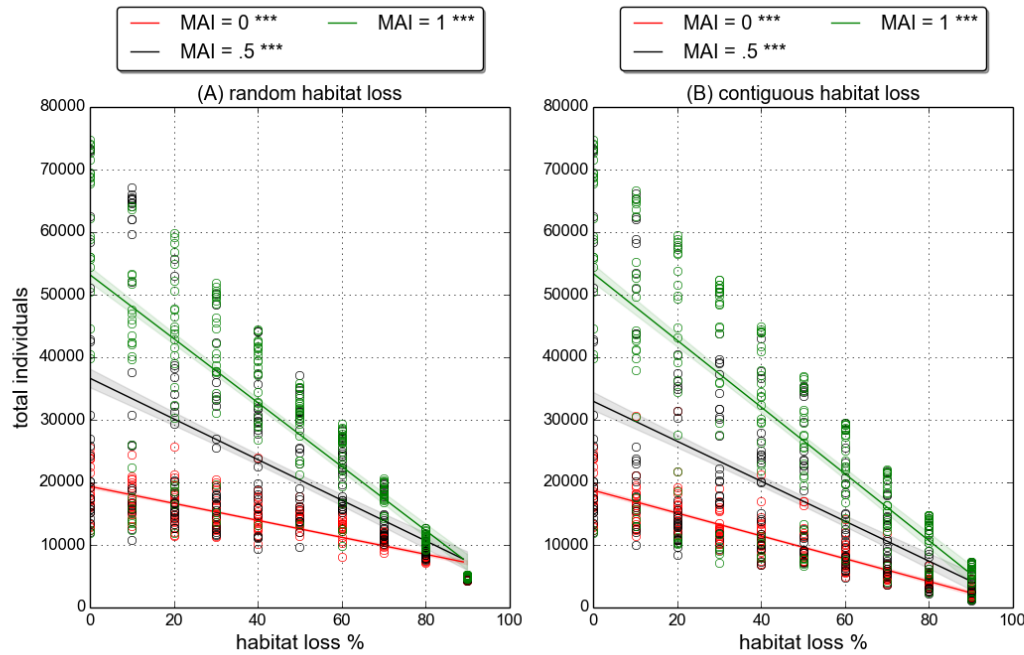 MAI = 0 *** MAI = 1 ***
MAI = .5 ***
MAI = 0 *** MAI = 1 ***
MAI = .5 ***
(A) random habitat loss
(B) contiguous habitat loss
80000
70000
60000
50000
40000
30000
20000
10000
0
total individuals
0 20 40 60 80 100
habitat loss %
80000
70000
60000
50000
40000
30000
20000
10000
0
0 20 40 60 80 100
habitat loss %